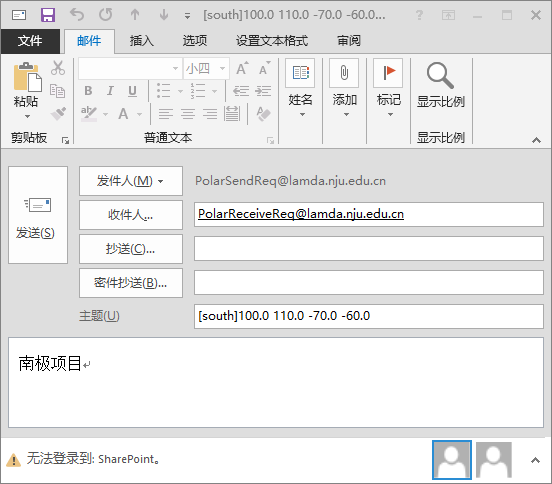 [south]100.0 110.0 -70.0 -60.0...
文件 邮件 插入 选项 设置文本格式 审阅
粘贴
小四
B I U
aby A
姓名 添加 标记 显示比例
剪贴板 普通文本 显示比例
发送(S)
发件人(M) PolarSendReq@lamda.nju.edu.cn
收件人... PolarReceiveReq@lamda.nju.edu.cn
抄送(C)...
密件抄送(B)...
主题(U) [south]100.0 110.0 -70.0 -60.0
南极项目
无法登录到: SharePoint。